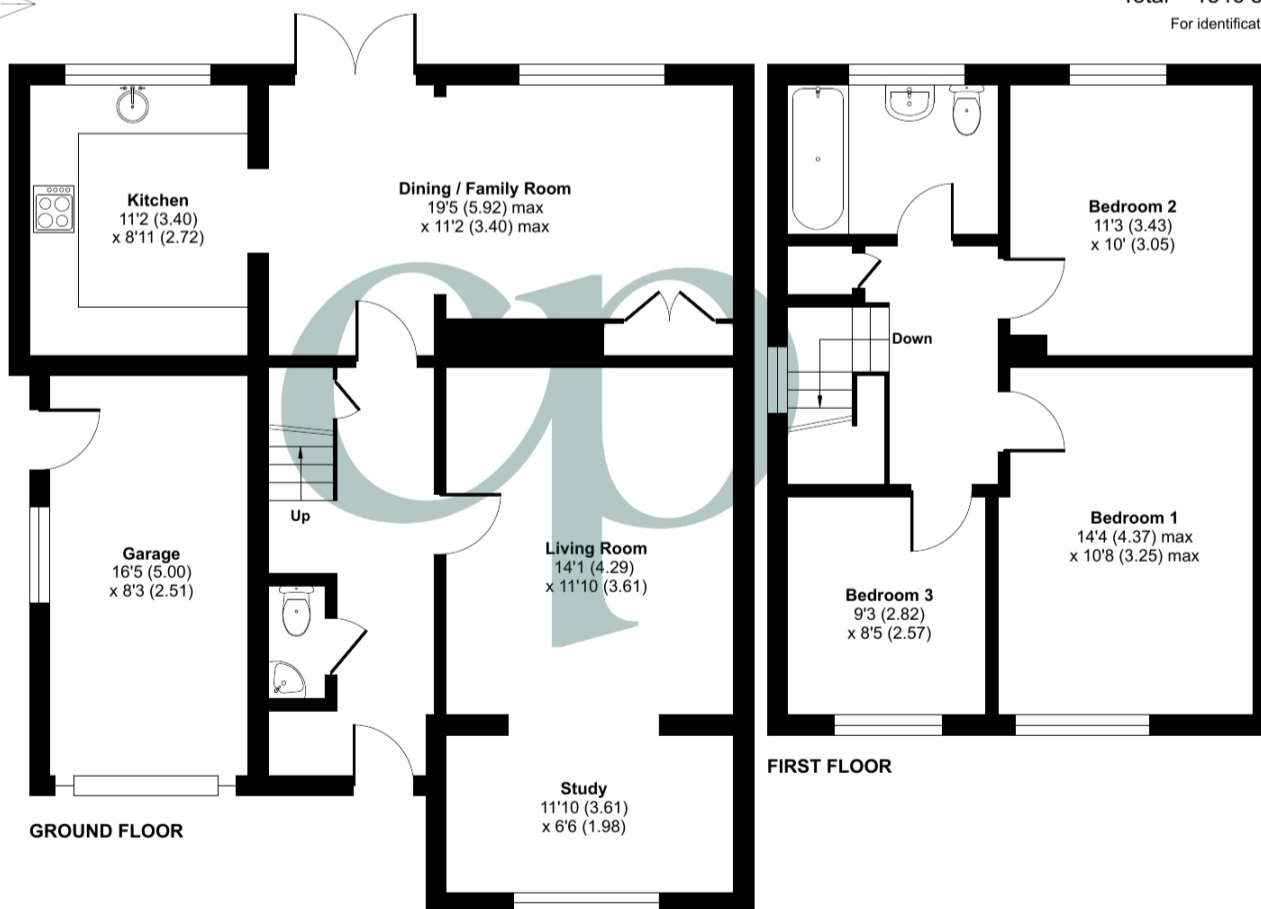 For identificat
Kitchen
11'2 (3.40)
x 8'11 (2.72)
Dining / Family Room
19'5 (5.92) max
x 11'2 (3.40) max
Bedroom 2
11'3 (3.43)
x 10' (3.05)
Down
Up
Garage
16'5 (5.00)
x 8'3 (2.51)
Living Room
14'1 (4.29)
x 11'10 (3.61)
Bedroom 1
14'4 (4.37) max
x 10'8 (3.25) max
Bedroom 3
9'3 (2.82)
x 8'5 (2.57)
Study
11'10 (3.61)
x 6'6 (1.98)
FIRST FLOOR
GROUND FLOOR
cp